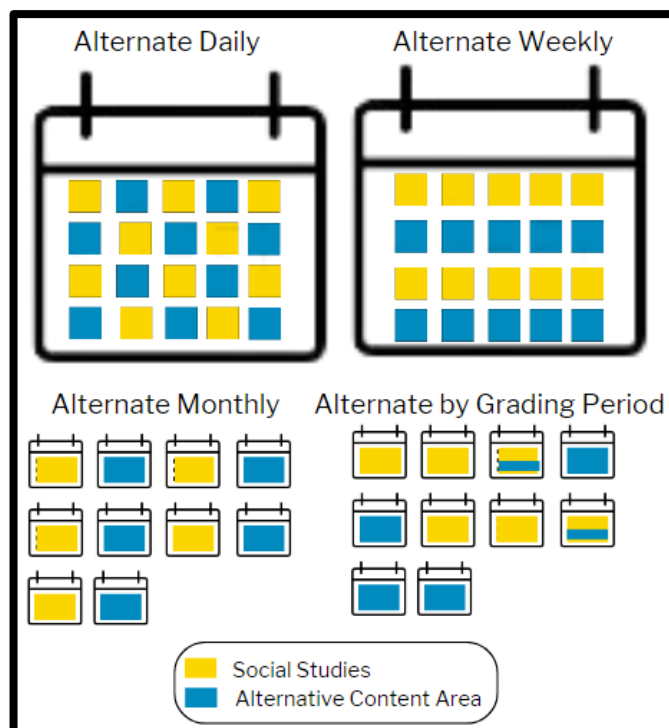 Alternate Daily
Alternate Weekly
Alternate Monthly
Alternate by Grading Period
Social Studies
Alternative Content Area